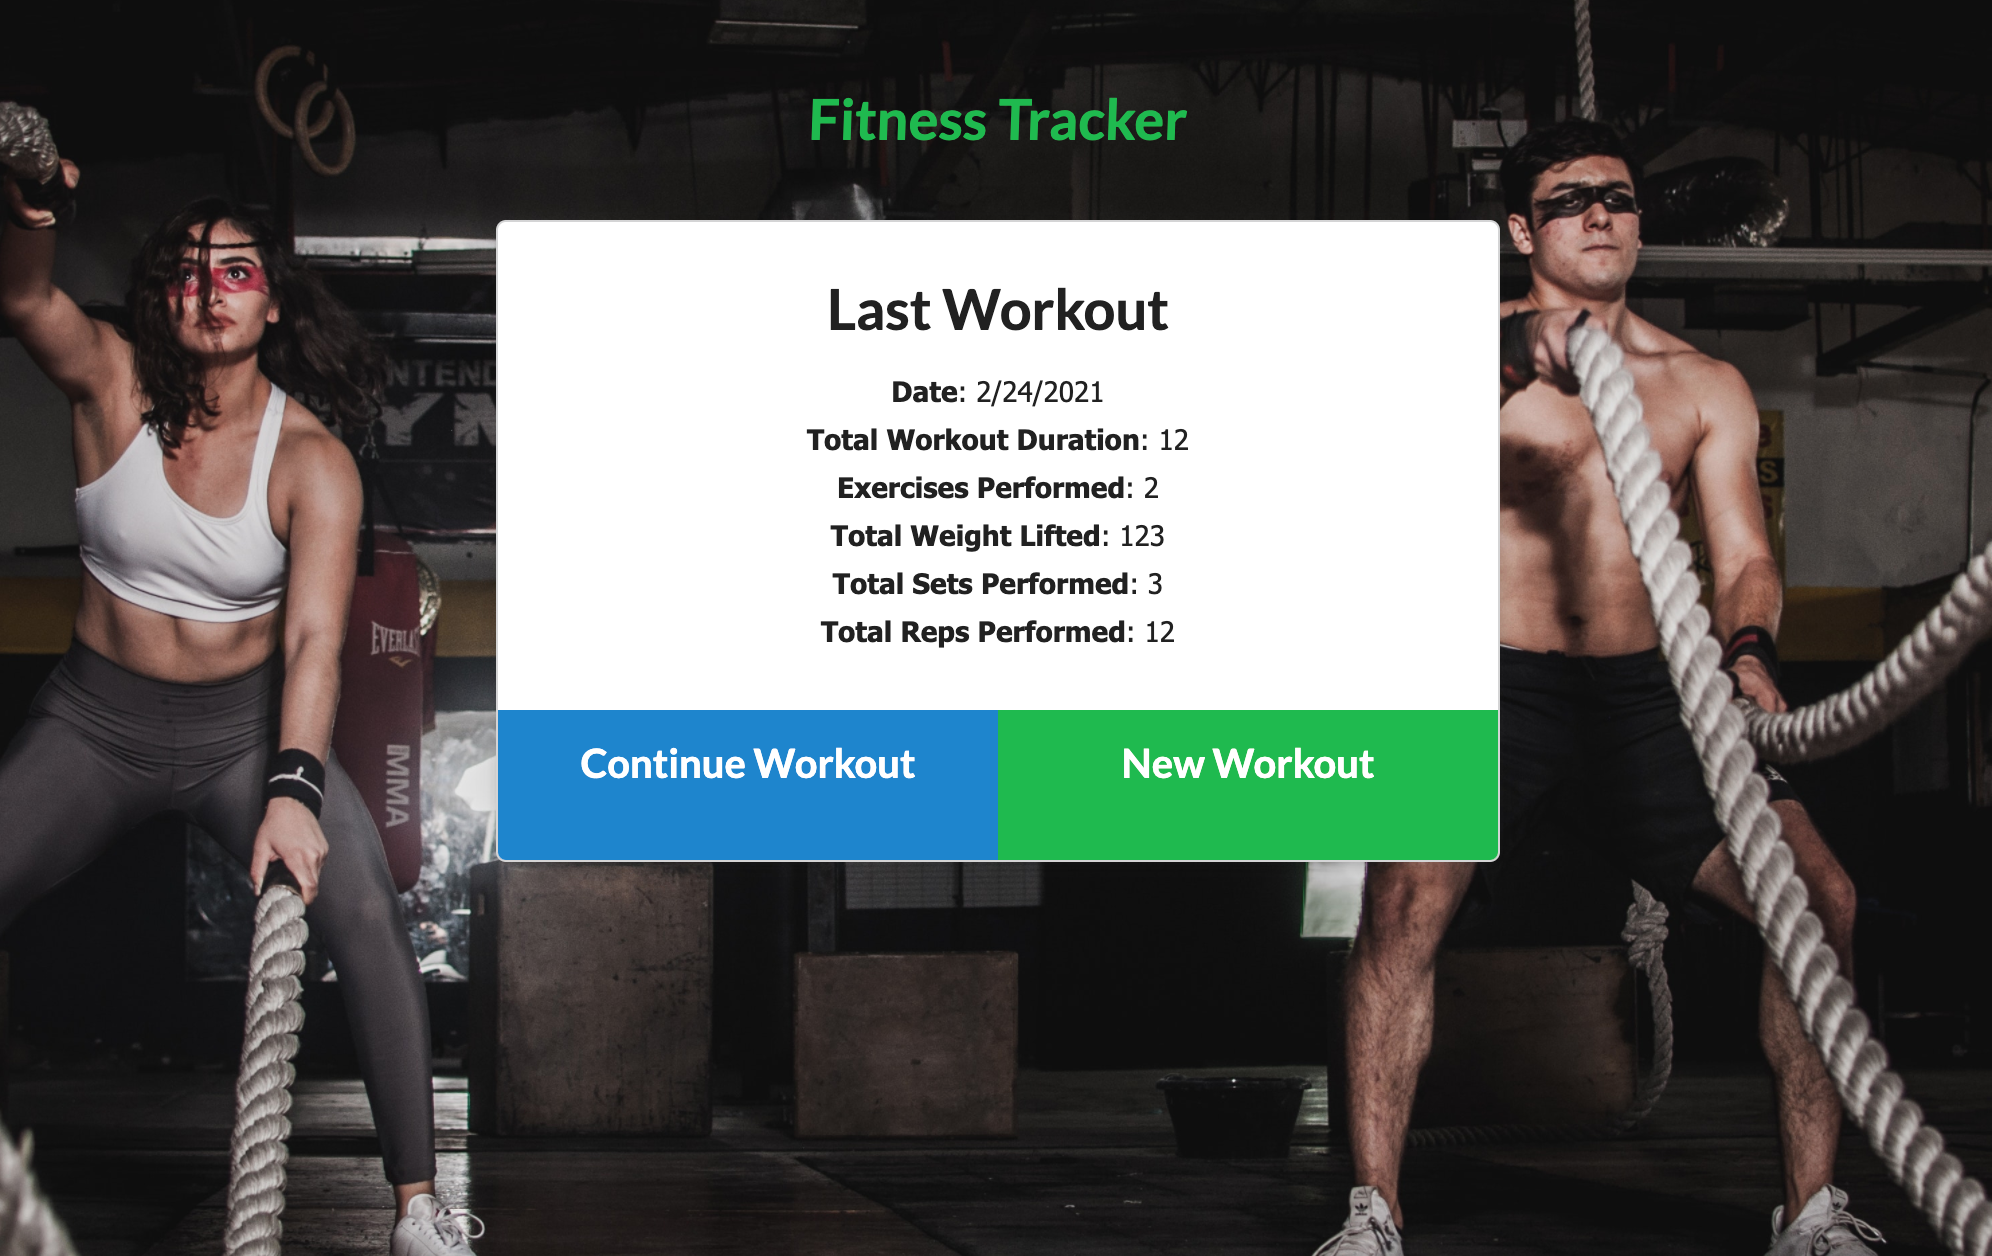 Fitness Tracker
Last Workout
Date: 2/24/2021
Total Workout Duration: 12
Exercises Performed: 2
Total Weight Lifted: 123
Total Sets Performed: 3
Total Reps Performed: 12
Continue Workout
New Workout
EVERLAS
MMA